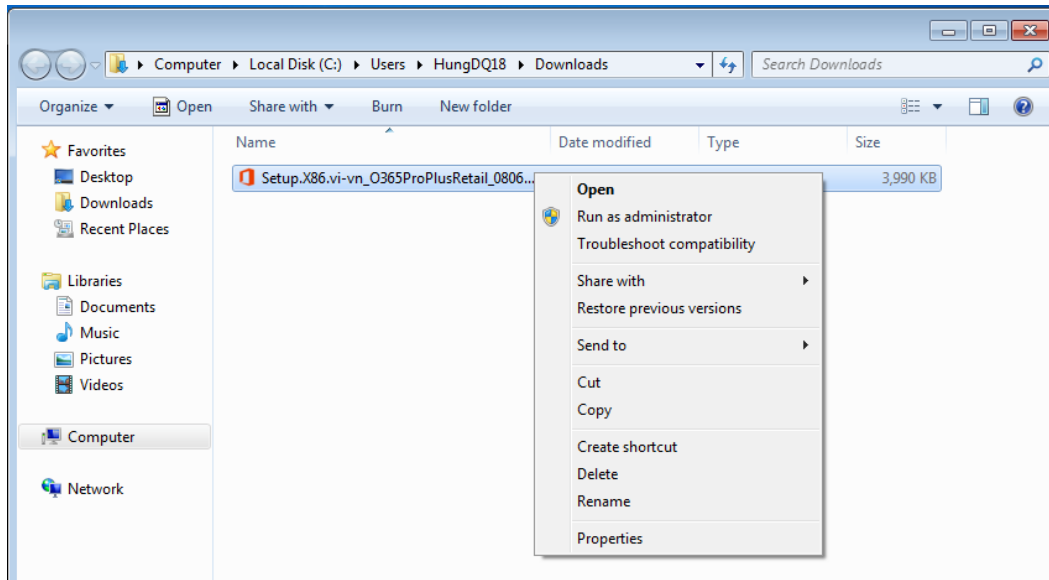 Computer Local Disk (C:) Users HungDQ18 Downloads Search Downloads
Organize Open Share with Burn New folder
Favorites
Desktop
Downloads
Recent Places
Libraries
Documents
Music
Pictures
Videos
Computer
Network
Name Date modified Type Size
Setup.X86.vi-vn_O365ProPlusRetail_0806... 3,990 KB
Open
Run as administrator
Troubleshoot compatibility
Share with
Restore previous versions
Send to
Cut
Copy
Create shortcut
Delete
Rename
Properties